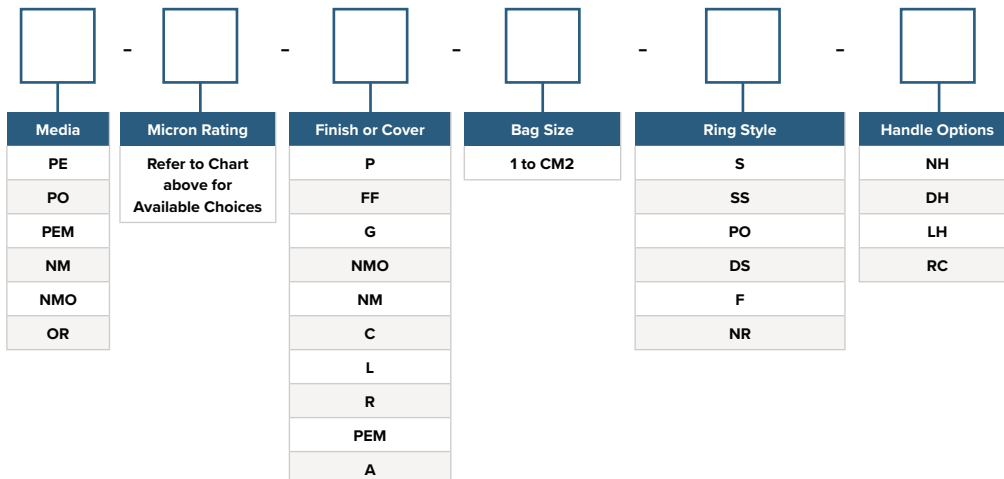 - - - - -
Media
PE
PO
PEM
NM
NMO
OR
Micron Rating
Refer to Chart
above for
Available Choices
Finish or Cover
P
FF
G
NMO
NM
C
L
R
PEM
A
Bag Size
1 to CM2
Ring Style
S
SS
PO
DS
F
NR
Handle Options
NH
DH
LH
RC